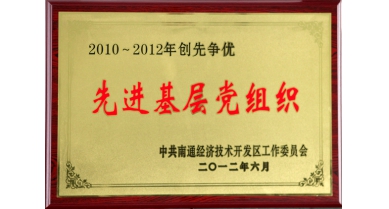 2010～2012年创先争优
先进基层党组织
中共南通经济技术开发区工作委员会
二〇一二年六月